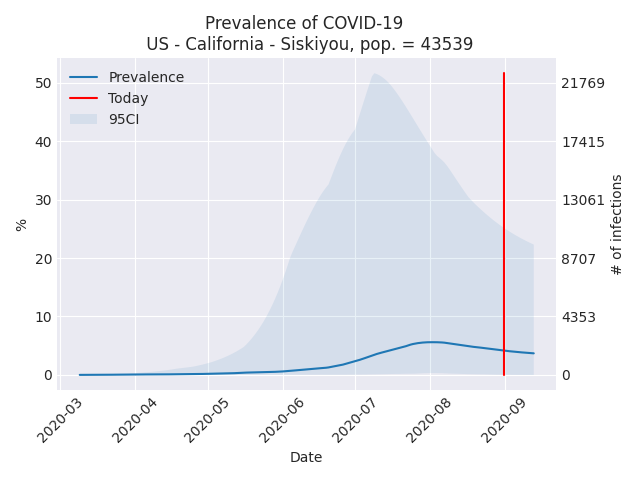 Prevalence of COVID-19
US - California - Siskiyou, pop. = 43539
Prevalence
Today
95CI
50
40
30
20
10
0
%
21769
17415
13061
8707
4353
0
# of infections
2020-03
2020-04
2020-05
2020-06
2020-07
2020-08
2020-09
Date